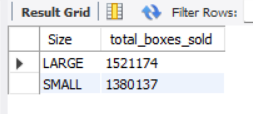 Result Grid Filter Rows:
Size total_boxes_sold
LARGE 1521174
SMALL 1380137